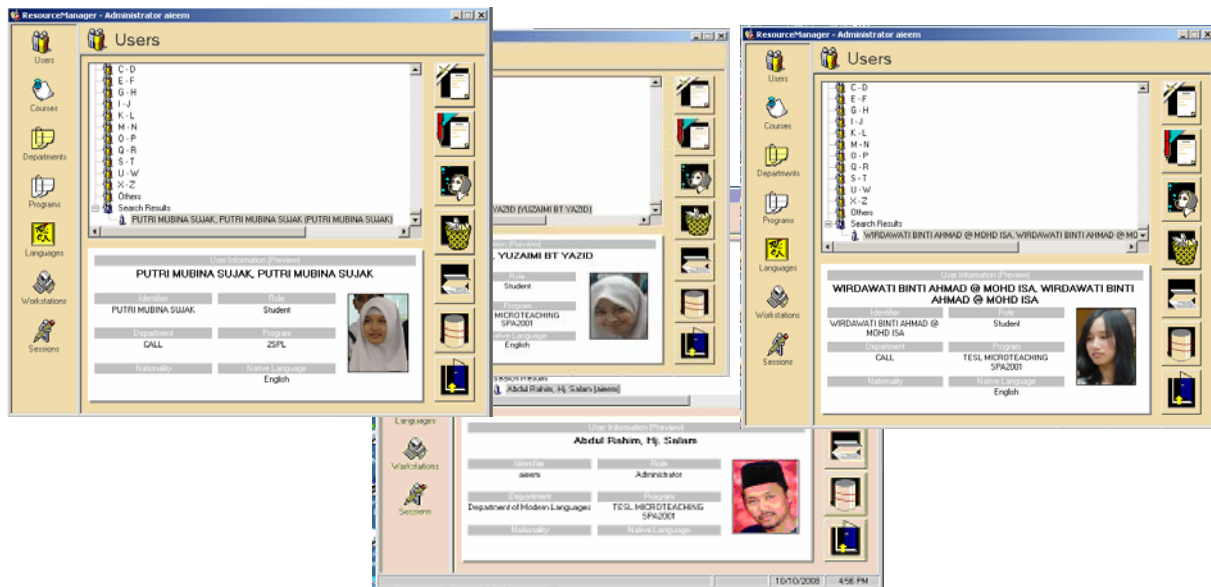 ResourceManager - Administrator aieem
Users
Users
Courses
Departments
Programs
Languages
Workstations
Sessions
C - D
E - F
G - H
I - J
K - L
M - N
O - P
Q - R
S - T
U - W
X - Z
Others
Search Results
PUTRI MUBINA SUJAK, PUTRI MUBINA SUJAK (PUTRI MUBINA SUJAK)
User Information (Preview)
PUTRI MUBINA SUJAK, PUTRI MUBINA SUJAK
Identifier
Role
PUTRI MUBINA SUJAK
Student
Department
Program
CALL
2SPL
Nationality
Native Language
English
YAZID (YUZAIMI BT YAZID)
(Preview)
YUZAIMI BT YAZID
Role
Student
Program
MICROTEACHING
SPA2001
Native Language
English
ResourceManager - Administrator aieem
Users
Users
Courses
Departments
Programs
Languages
Workstations
Sessions
C - D
E - F
G - H
I - J
K - L
M - N
O - P
Q - R
S - T
U - W
X - Z
Others
Search Results
WIRDAWATI BINTI AHMAD @ MOHD ISA, WIRDAWATI BINTI AHMAD @ MO
User Information (Preview)
WIRDAWATI BINTI AHMAD @ MOHD ISA, WIRDAWATI BINTI
AHMAD @ MOHD ISA
Identifier
Role
WIRDAWATI BINTI AHMAD @
MOHD ISA
Student
Department
Program
CALL
TESL MICROTEACHING
SPA2001
Nationality
Native Language
English
Search Results
Abdul Rahim, Hj. Salam (aieem)
Languages
Workstations
Sessions
User Information (Preview)
Abdul Rahim, Hj. Salam
Identifier
Role
aieem
Administrator
Department
Program
Department of Modern Languages
TESL MICROTEACHING
SPA2001
Nationality
Native Language
10/10/2008
4:56 PM